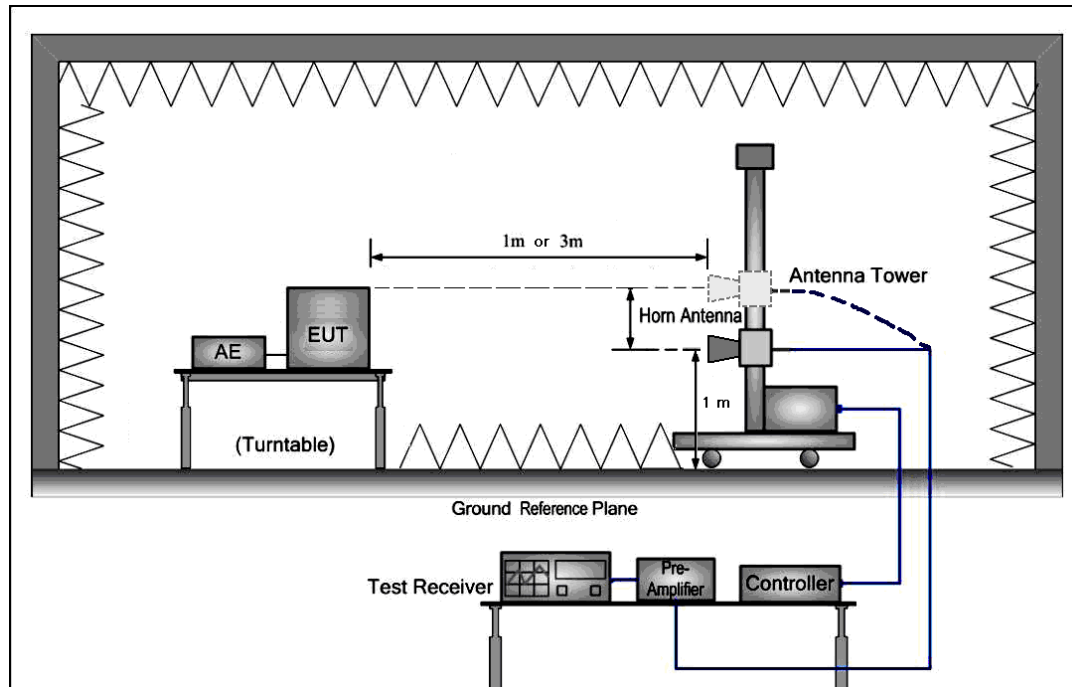 1m or 3m
Antenna Tower
Horn Antenna
EUT
AE
1 m
(Turntable)
Ground Reference Plane
Test Receiver
Pre-
Amplifier
Controller